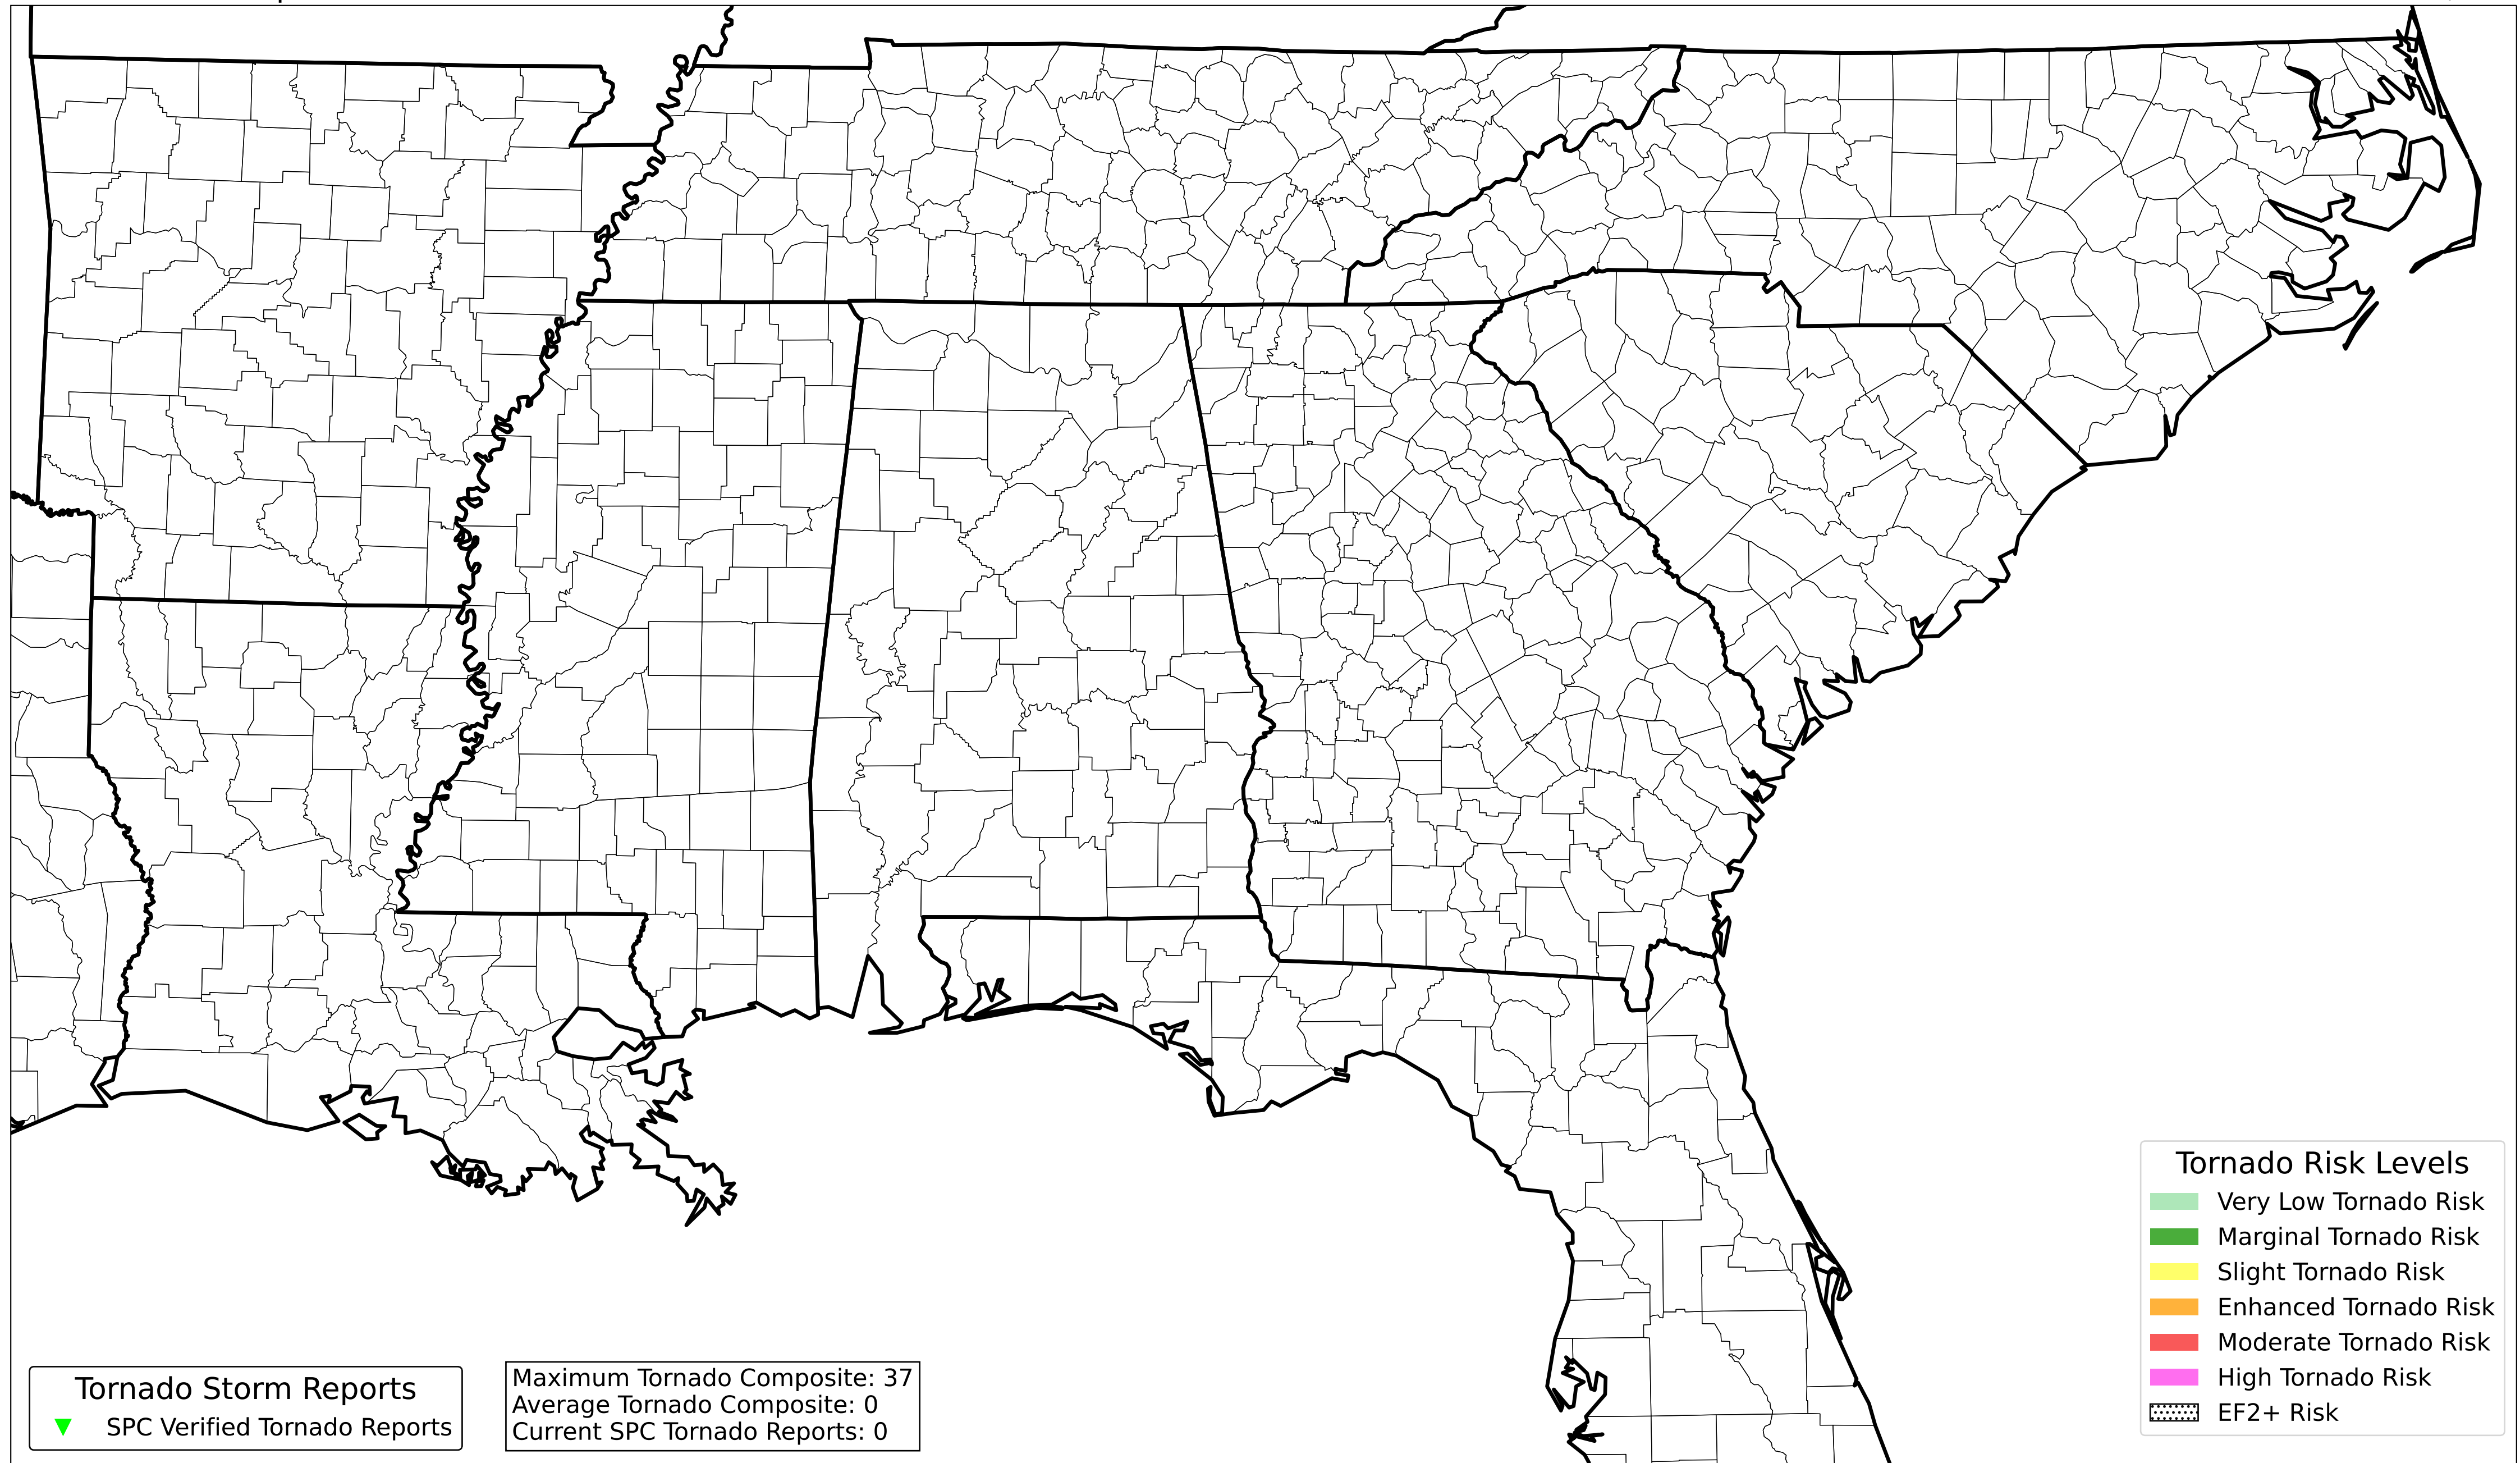 Tornado Risk Levels
Very Low Tornado Risk
Marginal Tornado Risk
Slight Tornado Risk
Enhanced Tornado Risk
Moderate Tornado Risk
High Tornado Risk
EF2+ Risk
Tornado Storm Reports
SPC Verified Tornado Reports
Maximum Tornado Composite: 37
Average Tornado Composite: 0
Current SPC Tornado Reports: 0